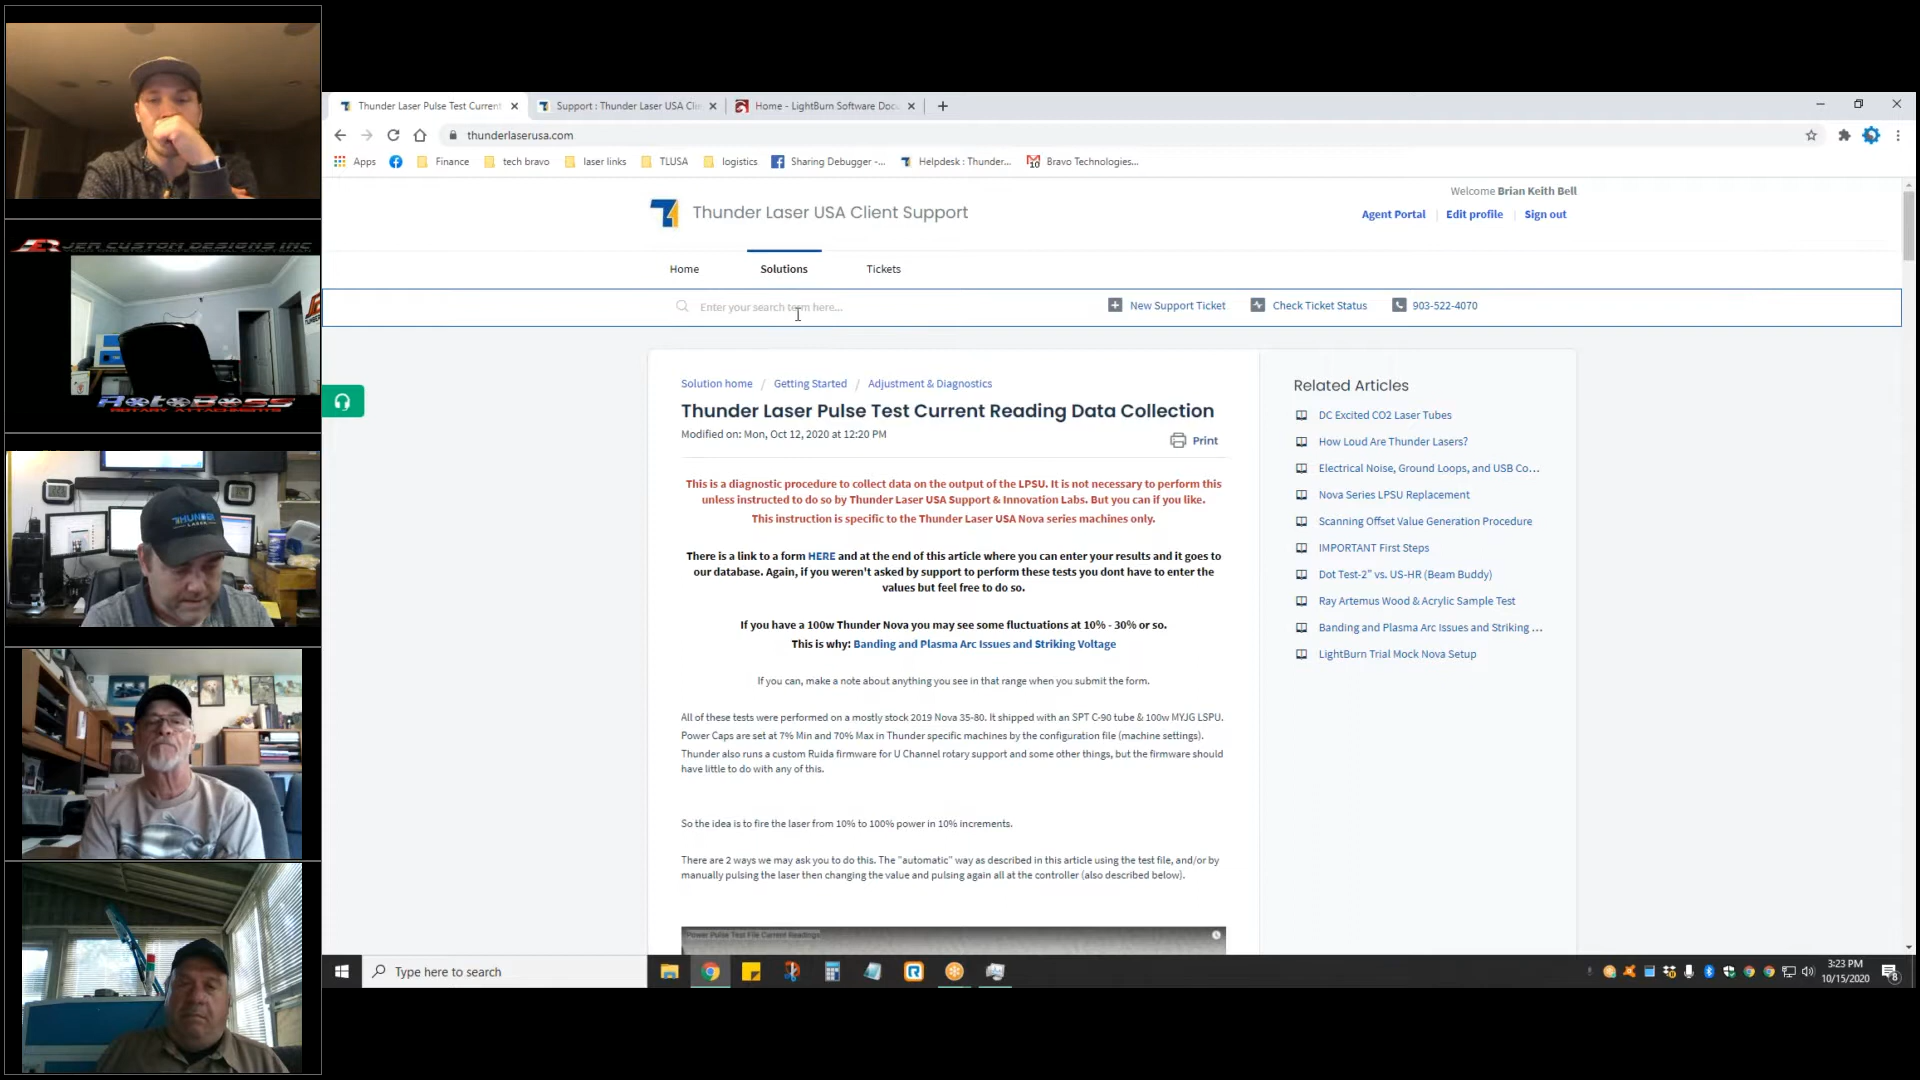 JER CUSTOM DESIGNS INC
RotoBoss
ROTARY ATTACHMENTS
THUNDER
LASER
Thunder Laser Pulse Test Current
Support : Thunder Laser USA Clie
Home - LightBurn Software Docu
thunderlaserusa.com
Apps
Finance
tech bravo
laser links
TLUSA
logistics
Sharing Debugger -...
Helpdesk : Thunder...
10
Bravo Technologies...
Welcome Brian Keith Bell
Thunder Laser USA Client Support
Agent Portal
Edit profile
Sign out
Home
Solutions
Tickets
Enter your search term here...
New Support Ticket
Check Ticket Status
903-522-4070
Solution home / Getting Started / Adjustment & Diagnostics
Thunder Laser Pulse Test Current Reading Data Collection
Modified on: Mon, Oct 12, 2020 at 12:20 PM
Print
This is a diagnostic procedure to collect data on the output of the LPSU. It is not necessary to perform this
unless instructed to do so by Thunder Laser USA Support & Innovation Labs. But you can if you like.
This instruction is specific to the Thunder Laser USA Nova series machines only.
There is a link to a form HERE and at the end of this article where you can enter your results and it goes to
our database. Again, if you weren't asked by support to perform these tests you dont have to enter the
values but feel free to do so.
If you have a 100w Thunder Nova you may see some fluctuations at 10% - 30% or so.
This is why: Banding and Plasma Arc Issues and Striking Voltage
If you can, make a note about anything you see in that range when you submit the form.
All of these tests were performed on a mostly stock 2019 Nova 35-80. It shipped with an SPT C-90 tube & 100w MYJG LSPU.
Power Caps are set at 7% Min and 70% Max in Thunder specific machines by the configuration file (machine settings).
Thunder also runs a custom Ruida firmware for U Channel rotary support and some other things, but the firmware should
have little to do with any of this.
So the idea is to fire the laser from 10% to 100% power in 10% increments.
There are 2 ways we may ask you to do this. The "automatic" way as described in this article using the test file, and/or by
manually pulsing the laser then changing the value and pulsing again all at the controller (also described below).
Power Pulse Test File Current Readings
Related Articles
DC Excited CO2 Laser Tubes
How Loud Are Thunder Lasers?
Electrical Noise, Ground Loops, and USB Co...
Nova Series LPSU Replacement
Scanning Offset Value Generation Procedure
IMPORTANT First Steps
Dot Test-2" vs. US-HR (Beam Buddy)
Ray Artemus Wood & Acrylic Sample Test
Banding and Plasma Arc Issues and Striking ...
LightBurn Trial Mock Nova Setup
Type here to search
3:23 PM
10/15/2020
8